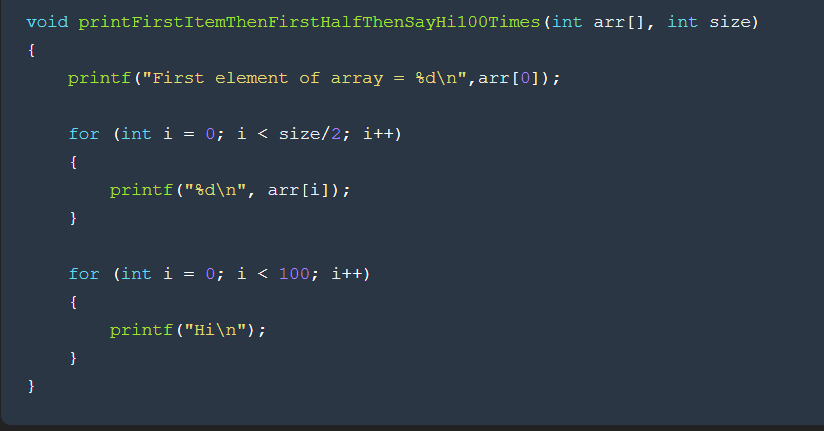 void printFirstItemThenFirstHalfThenSayHi100Times(int arr[], int size)
{
    printf("First element of array = %d\n",arr[0]);

    for (int i = 0; i < size/2; i++)
    {
        printf("%d\n", arr[i]);
    }

    for (int i = 0; i < 100; i++)
    {
        printf("Hi\n");
    }
}